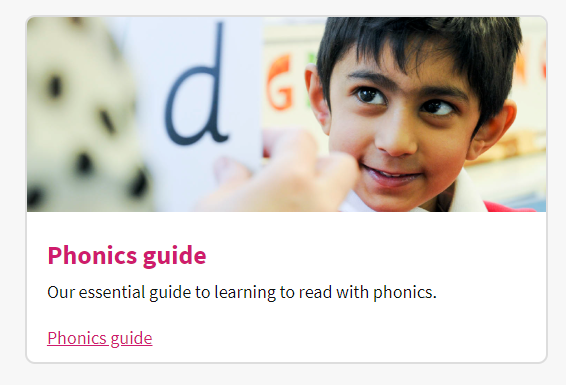 d
G
Phonics guide
Our essential guide to learning to read with phonics.
Phonics guide